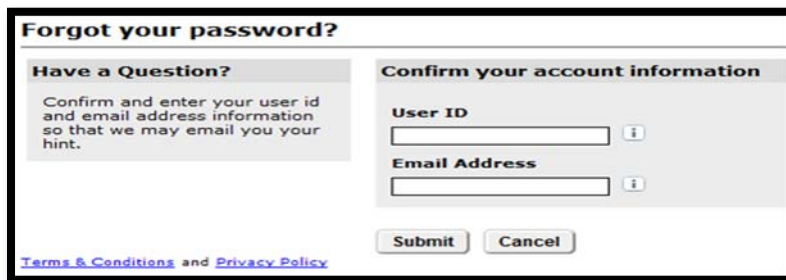 Forgot your password?
Have a Question?
Confirm and enter your user id
and email address information
so that we may email you your
hint.
Confirm your account information
User ID
i
Email Address
i
Submit Cancel
Terms & Conditions and Privacy Policy